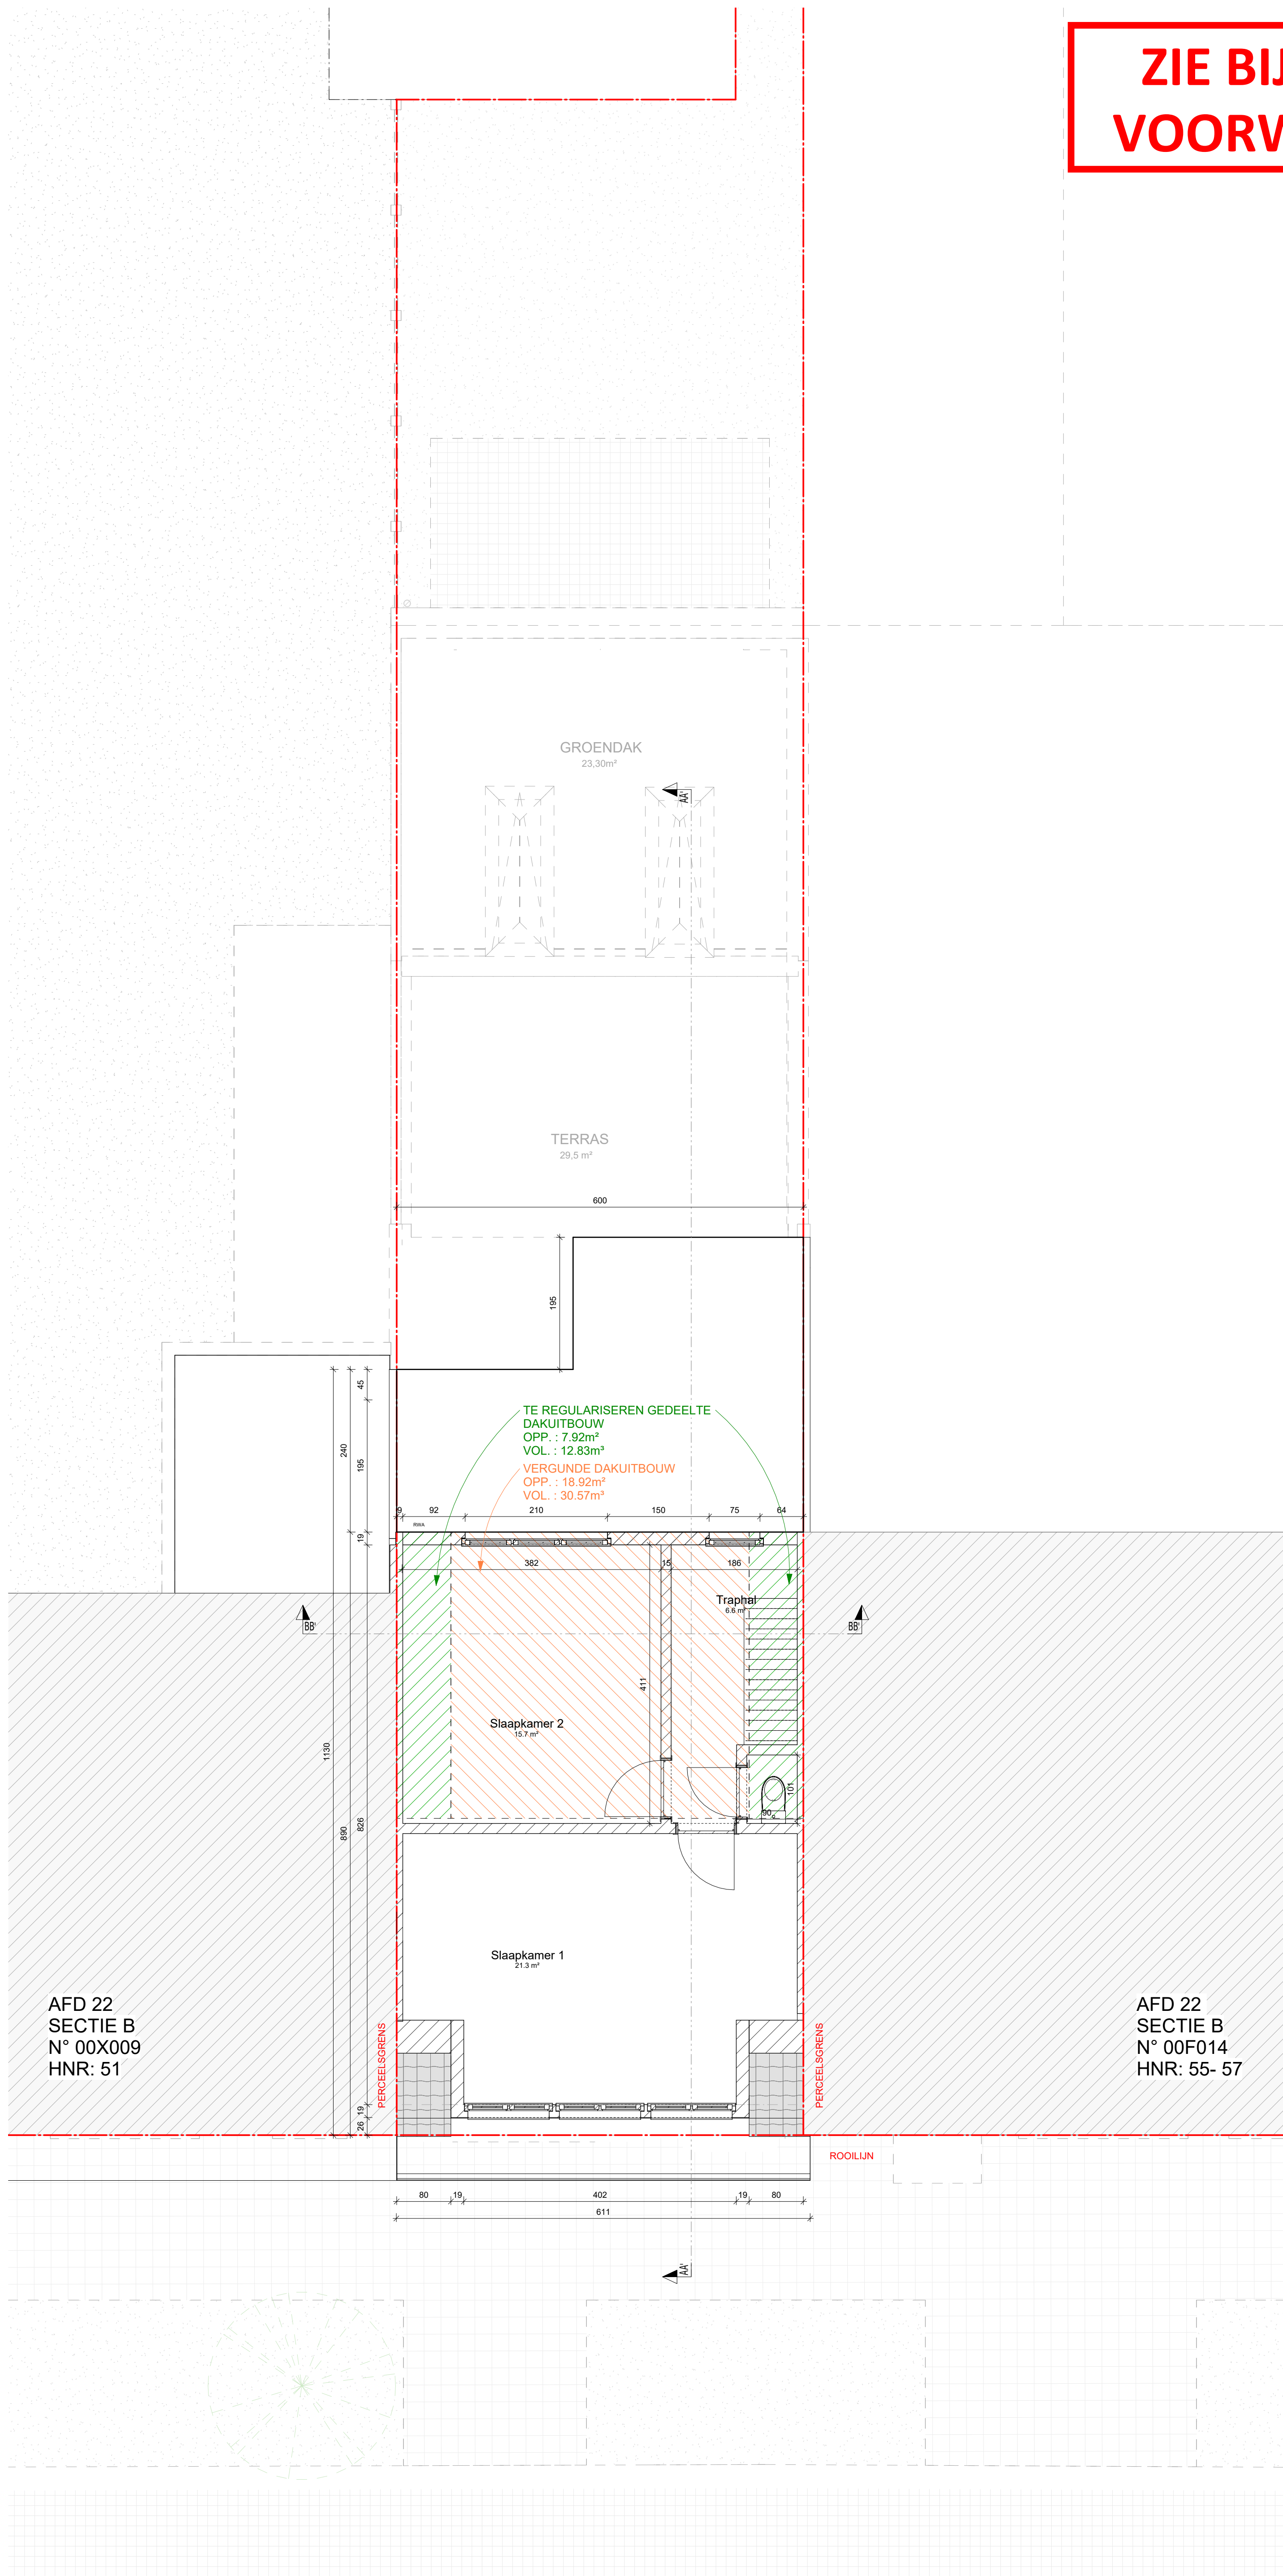 ZIE BIJ
VOORW
GROENDAK
23,30m²
AA'
TERRAS
29,5 m²
600
195
45
240
195
19
1130
890
826
19
26
TE REGULARISEREN GEDEELTE
DAKUITBOUW
OPP. : 7.92m²
VOL. : 12.83m³
VERGUNDE DAKUITBOUW
OPP. : 18.92m²
VOL. : 30.57m³
9 92 210 150 75 64
RWA
382 15 186
Traphal
6.6 m²
BB' BB'
411
Slaapkamer 2
15.7 m²
101
90
Slaapkamer 1
21.3 m²
AFD 22
SECTIE B
N° 00X009
HNR: 51
PERCEELSGRENS
PERCEELSGRENS
AFD 22
SECTIE B
N° 00F014
HNR: 55- 57
ROOILIJN
80 19 402 19 80
611
AA'